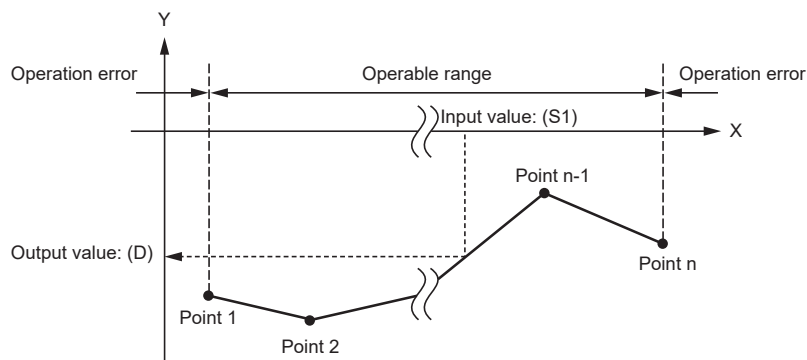 Y
Operation error
Operable range
Operation error
Input value: (S1)
X
Point n-1
Output value: (D)
Point n
Point 1
Point 2